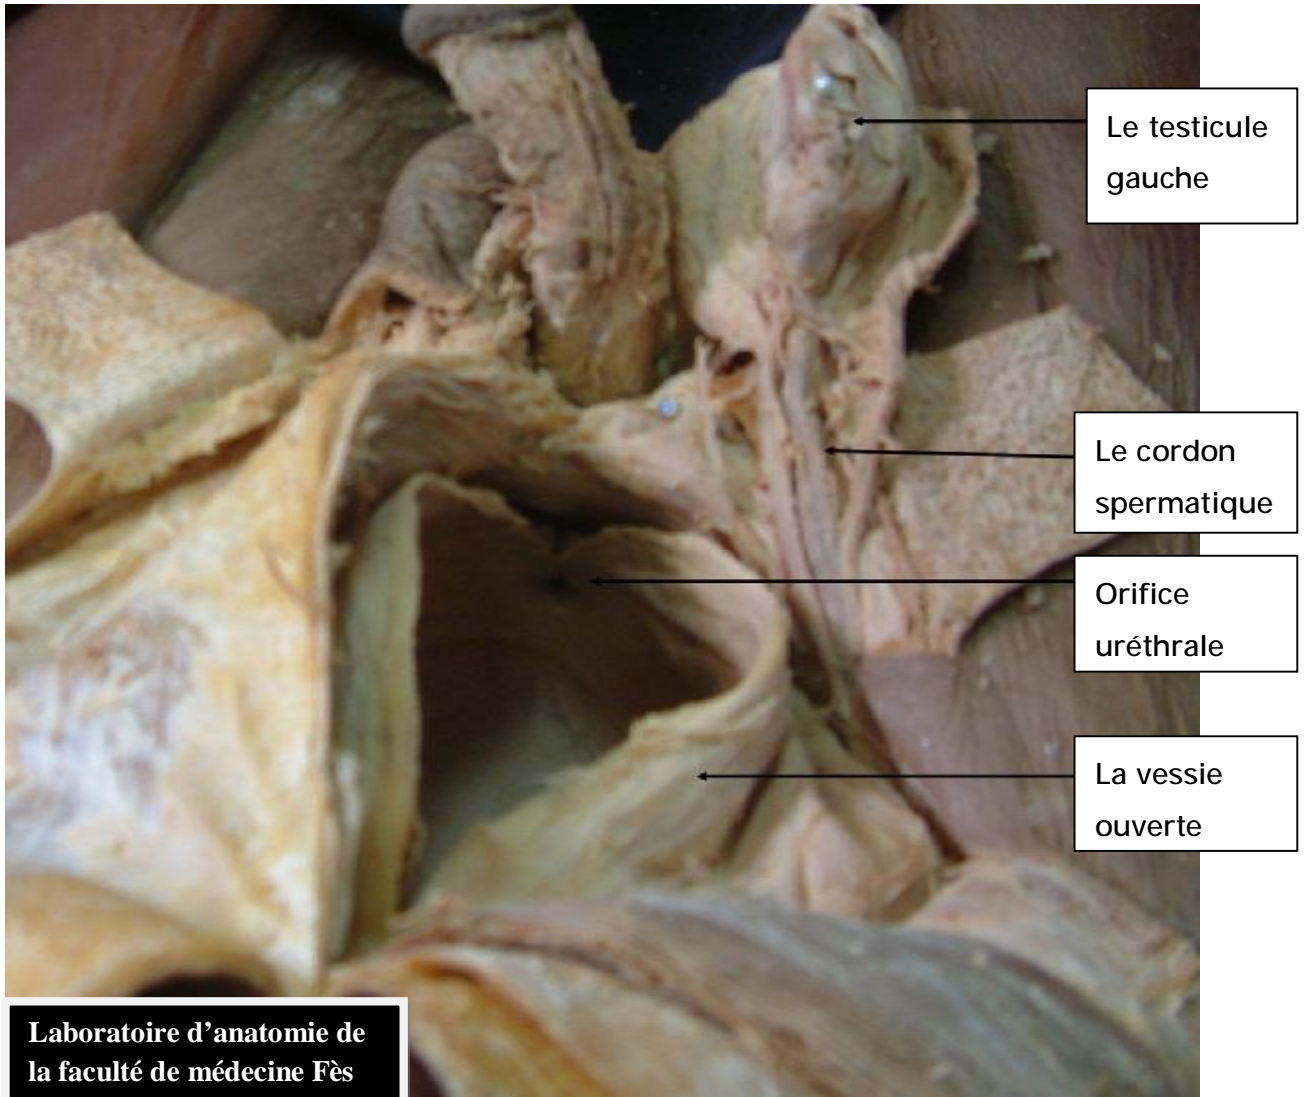 Le testicule
gauche
Le cordon
spermatique
Orifice
uréthrale
La vessie
ouverte
Laboratoire d’anatomie de
la faculté de médecine Fès